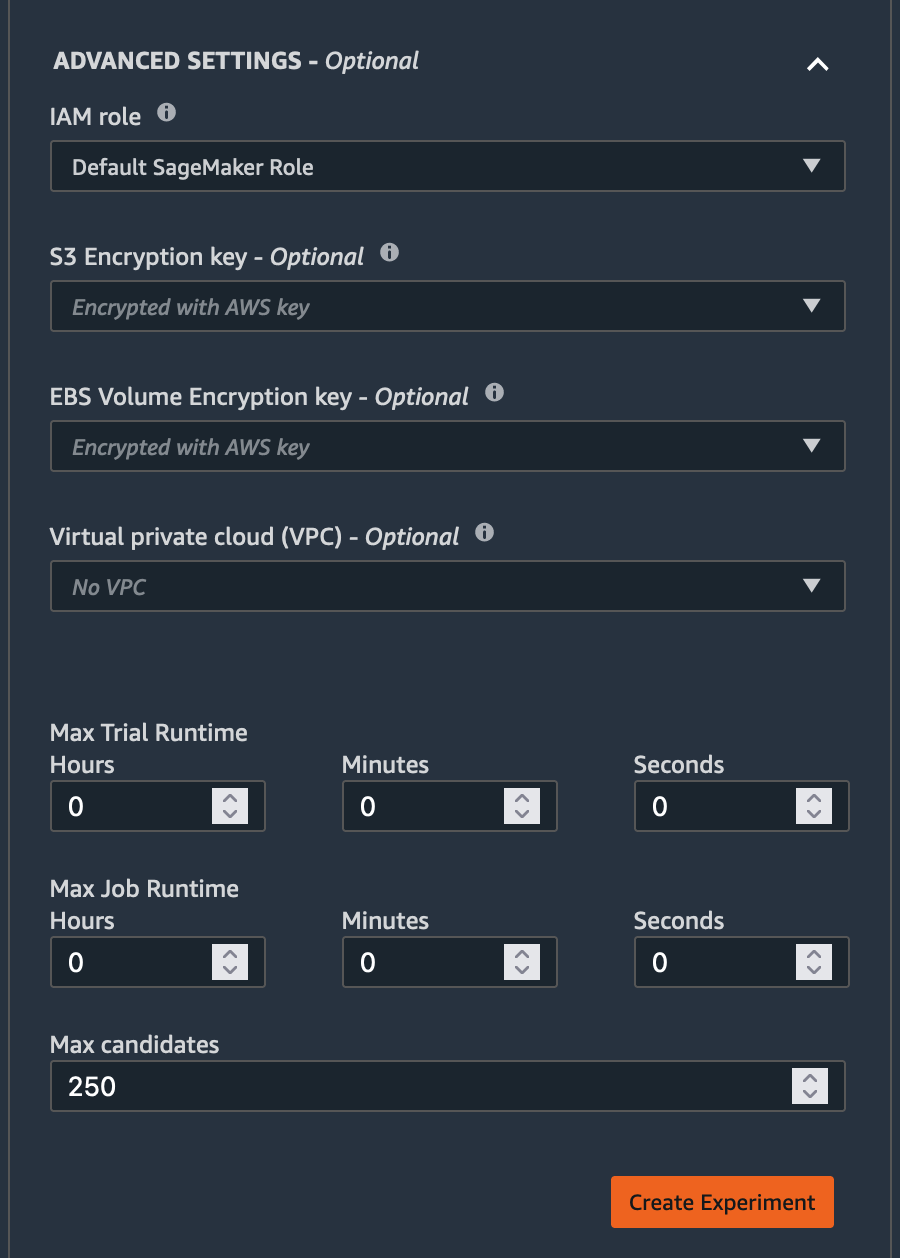 ADVANCED SETTINGS - Optional
IAM role
Default SageMaker Role
S3 Encryption key - Optional
Encrypted with AWS key
EBS Volume Encryption key - Optional
Encrypted with AWS key
Virtual private cloud (VPC) - Optional
No VPC
Max Trial Runtime
Hours Minutes Seconds
0 0 0
Max Job Runtime
Hours Minutes Seconds
0 0 0
Max candidates
250
Create Experiment